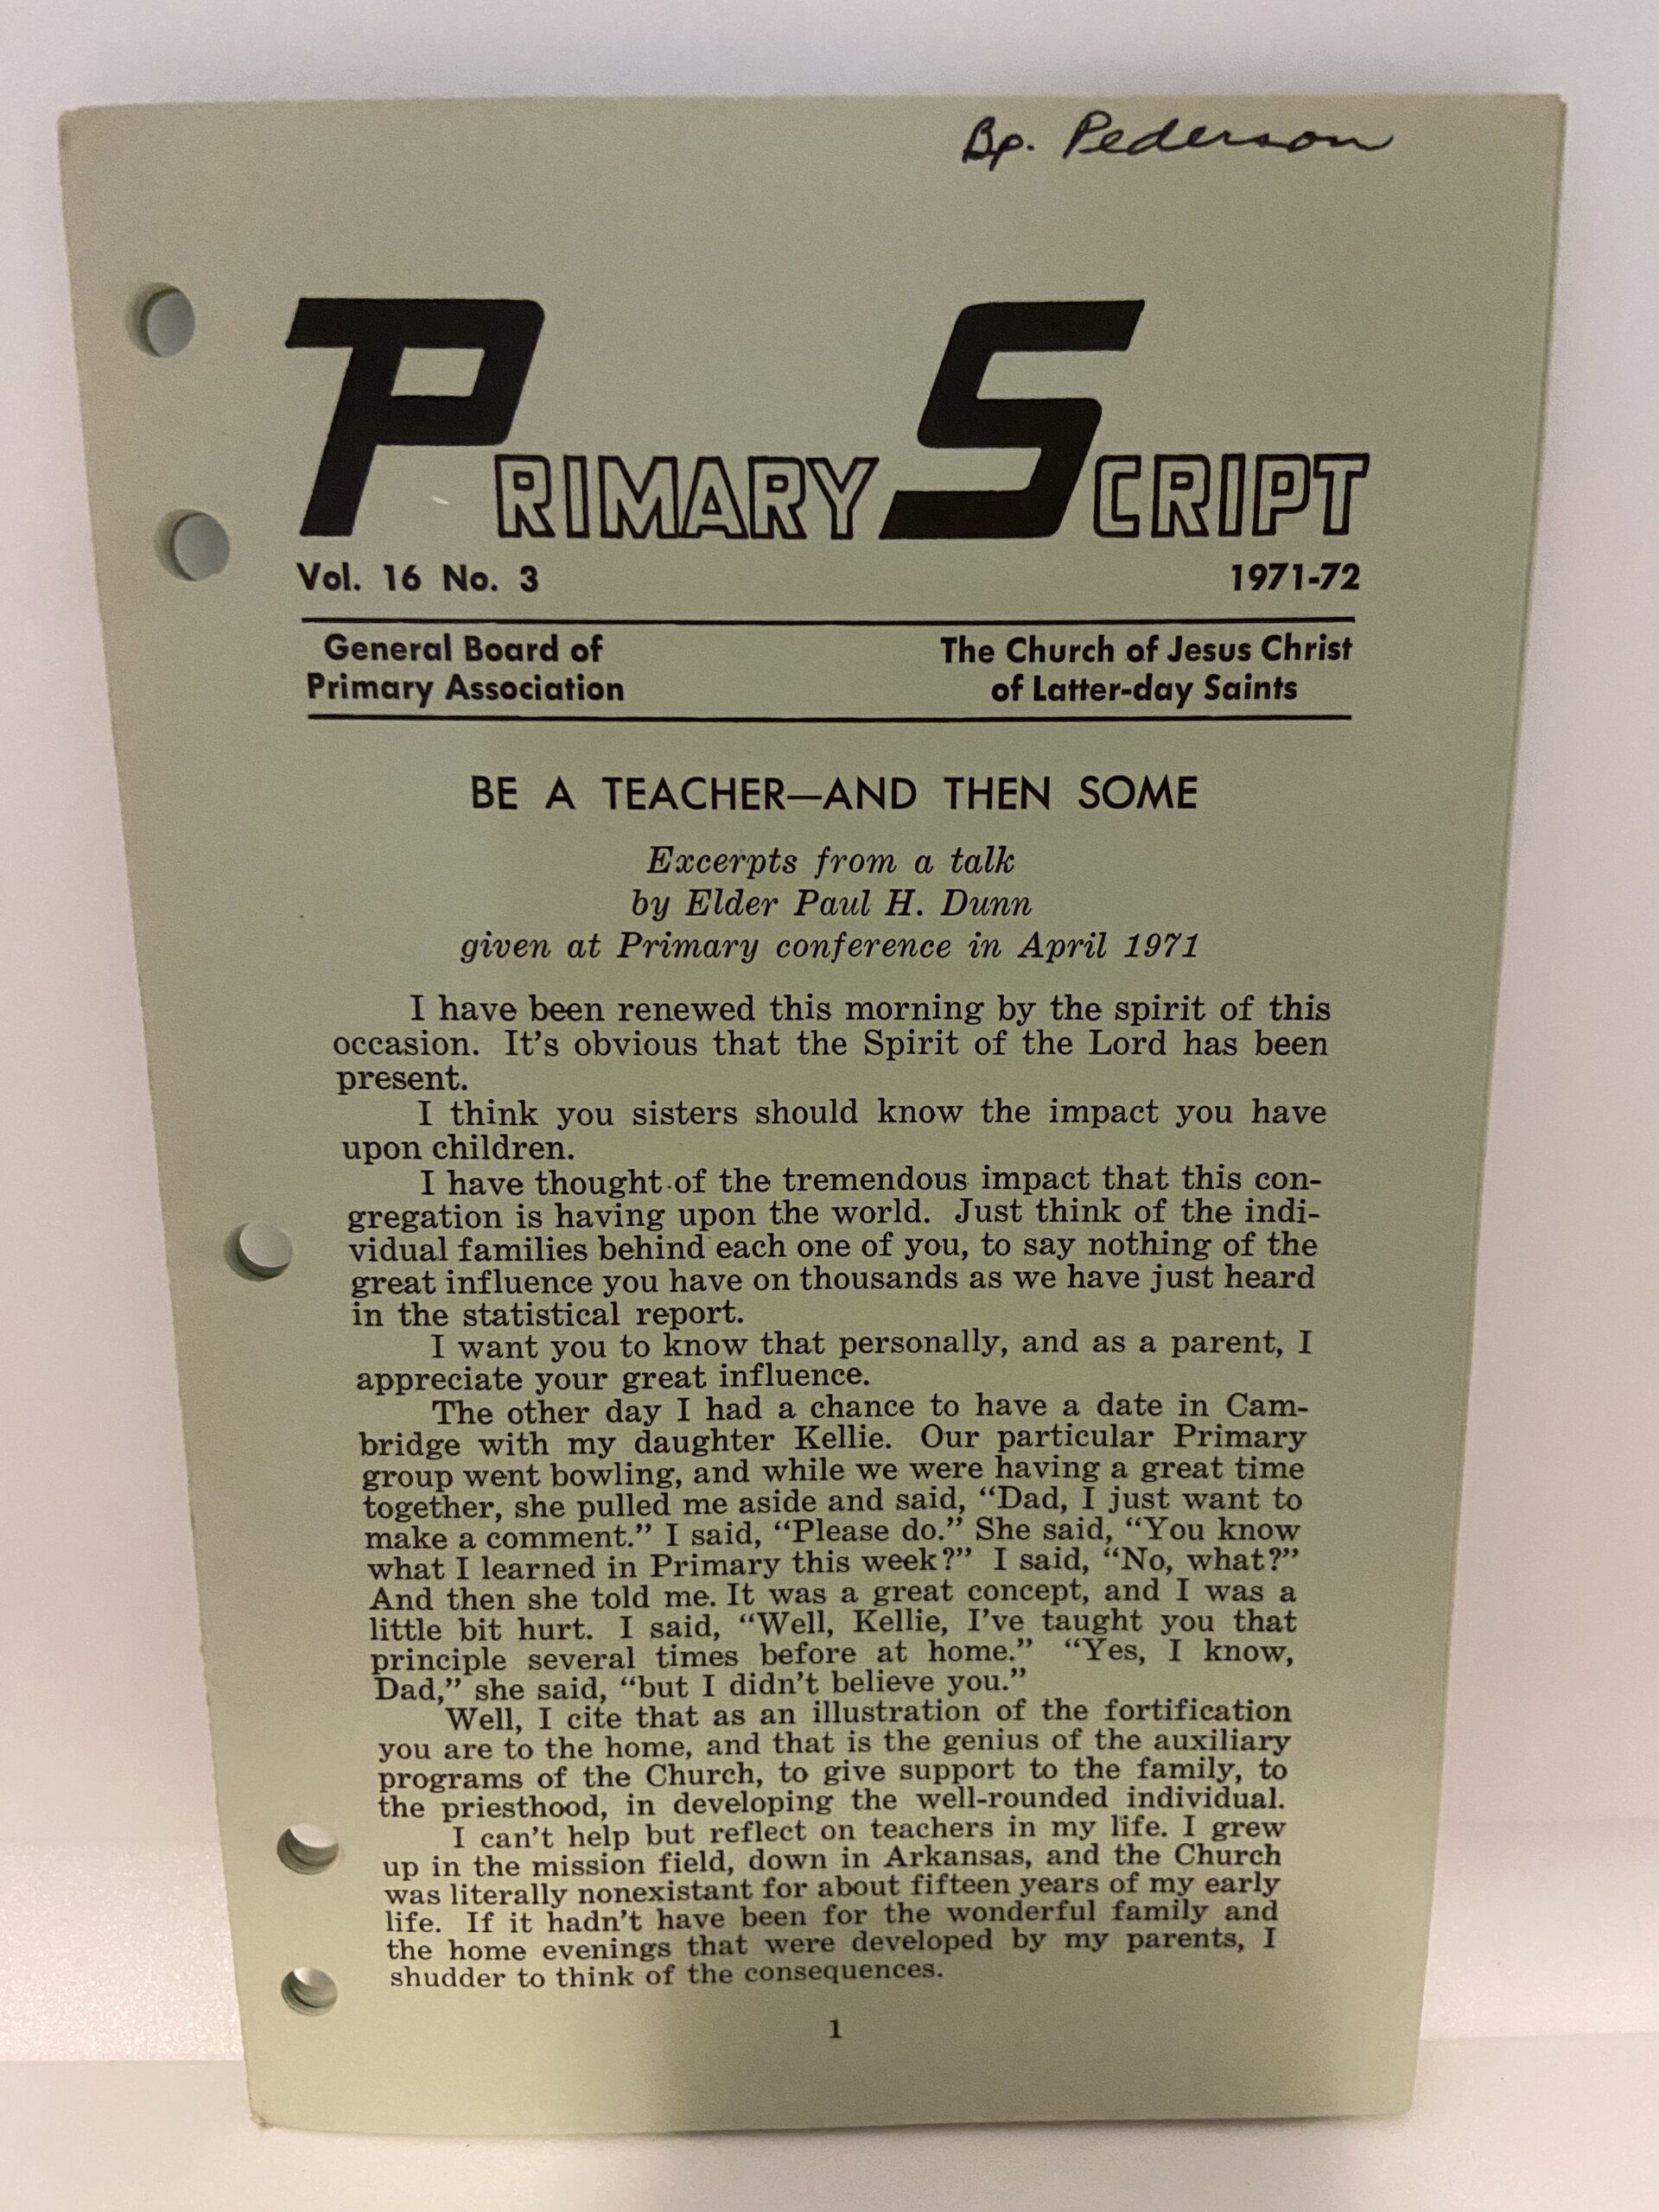 Bp. Pederson
PRIMARY SCRIPT
Vol. 16 No. 3 1971-72
General Board of The Church of Jesus Christ
Primary Association of Latter-day Saints
BE A TEACHER—AND THEN SOME
Excerpts from a talk
by Elder Paul H. Dunn
given at Primary conference in April 1971
I have been renewed this morning by the spirit of this
occasion. It's obvious that the Spirit of the Lord has been
present.
I think you sisters should know the impact you have
upon children.
I have thought of the tremendous impact that this con-
gregation is having upon the world. Just think of the indi-
vidual families behind each one of you, to say nothing of the
great influence you have on thousands as we have just heard
in the statistical report.
I want you to know that personally, and as a parent, I
appreciate your great influence.
The other day I had a chance to have a date in Cam-
bridge with my daughter Kellie. Our particular Primary
group went bowling, and while we were having a great time
together, she pulled me aside and said, “Dad, I just want to
make a comment.” I said, “Please do.” She said, “You know
what I learned in Primary this week?” I said, “No, what?”
And then she told me. It was a great concept, and I was a
little bit hurt. I said, “Well, Kellie, I've taught you that
principle several times before at home.” “Yes, I know,
Dad,” she said, “but I didn't believe you.”
Well, I cite that as an illustration of the fortification
you are to the home, and that is the genius of the auxiliary
programs of the Church, to give support to the family, to
the priesthood, in developing the well-rounded individual.
I can't help but reflect on teachers in my life. I grew
up in the mission field, down in Arkansas, and the Church
was literally nonexistant for about fifteen years of my early
life. If it hadn't have been for the wonderful family and
the home evenings that were developed by my parents, I
shudder to think of the consequences.
1